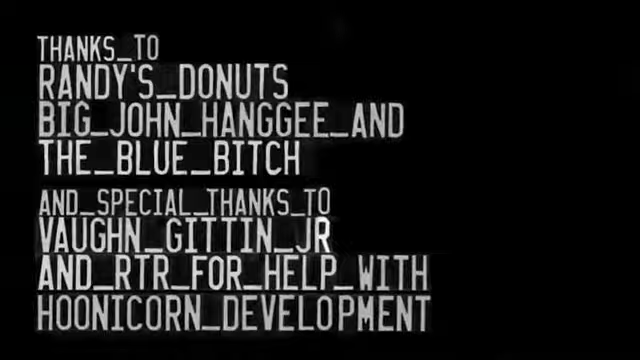 THANKS_TO
RANDY'S_DONUTS
BIG_JOHN_HANGGEE_AND
THE_BLUE_BITCH
AND_SPECIAL_THANKS_TO
VAUGHN_GITTIN_JR
AND_RTR_FOR_HELP_WITH
HOONICORN_DEVELOPMENT